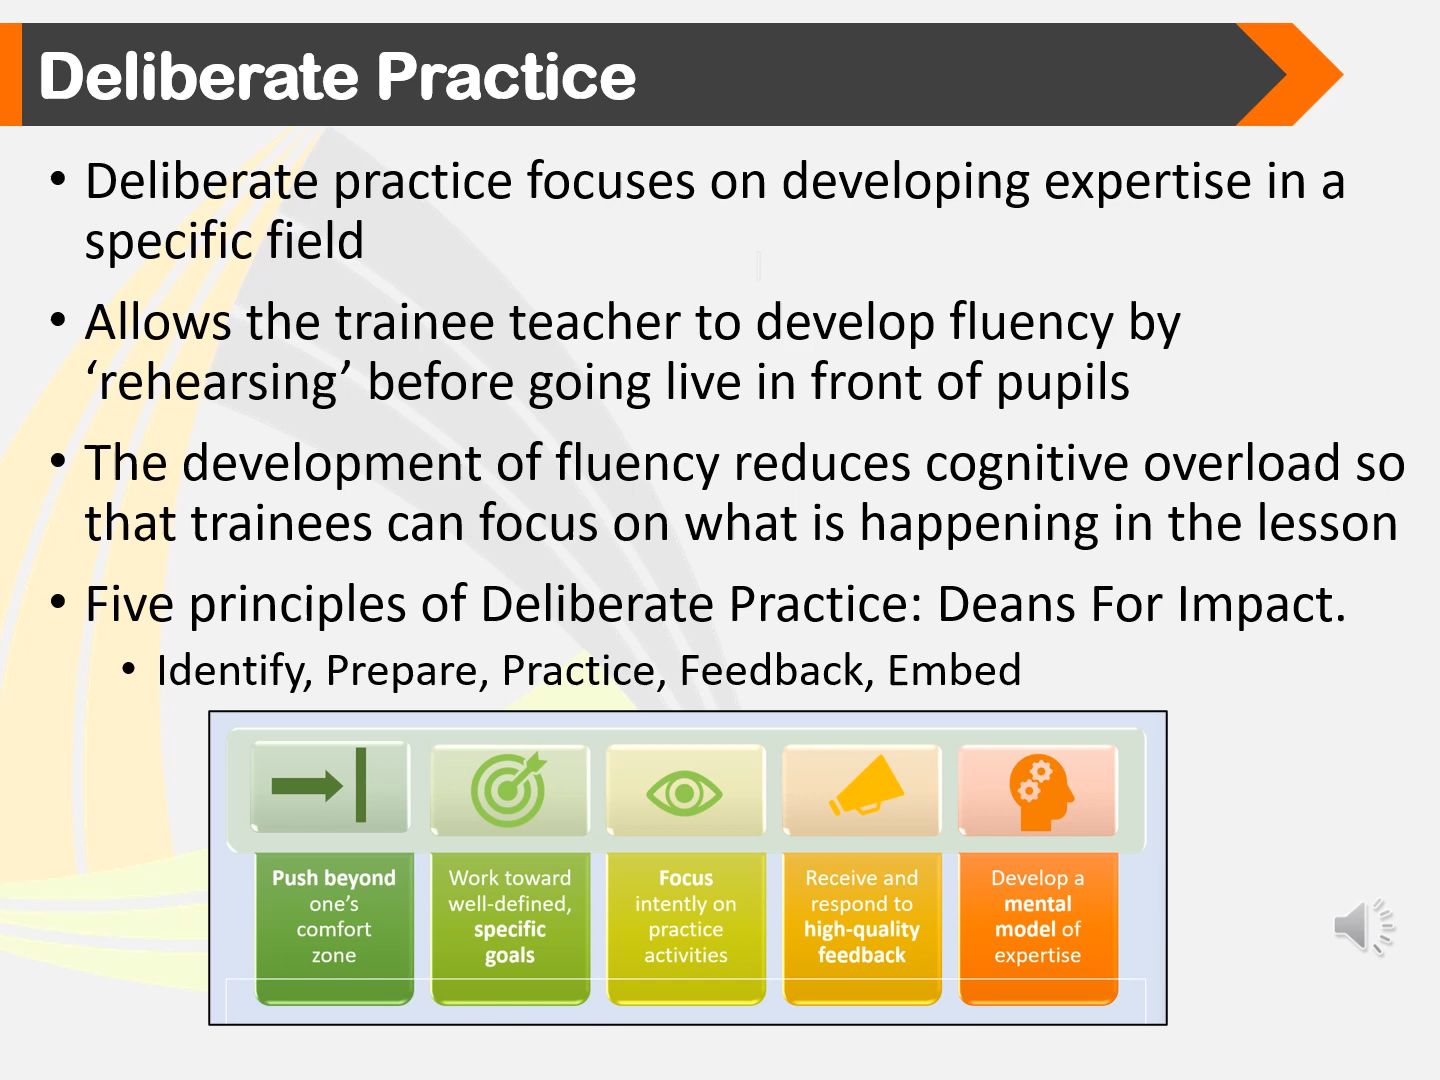 Deliberate Practice
• Deliberate practice focuses on developing expertise in a
specific field
• Allows the trainee teacher to develop fluency by
‘rehearsing’ before going live in front of pupils
• The development of fluency reduces cognitive overload so
that trainees can focus on what is happening in the lesson
• Five principles of Deliberate Practice: Deans For Impact.
• Identify, Prepare, Practice, Feedback, Embed
Push beyond
one’s
comfort
zone
Work toward
well-defined,
specific
goals
Focus
intently on
practice
activities
Receive and
respond to
high-quality
feedback
Develop a
mental
model of
expertise